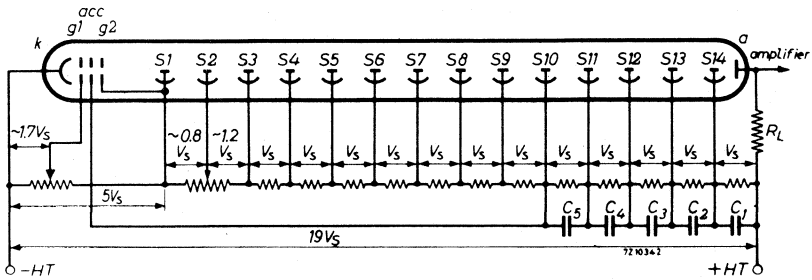 acc
g1 g2
k
S1 S2 S3 S4 S5 S6 S7 S8 S9 S10 S11 S12 S13 S14
a
amplifier
~1.7Vs
~0.8 ~1.2
Vs Vs Vs Vs Vs Vs Vs Vs Vs Vs Vs Vs Vs Vs
RL
5Vs
C5 C4 C3 C2 C1
19Vs
7Z10342
-HT
+HT